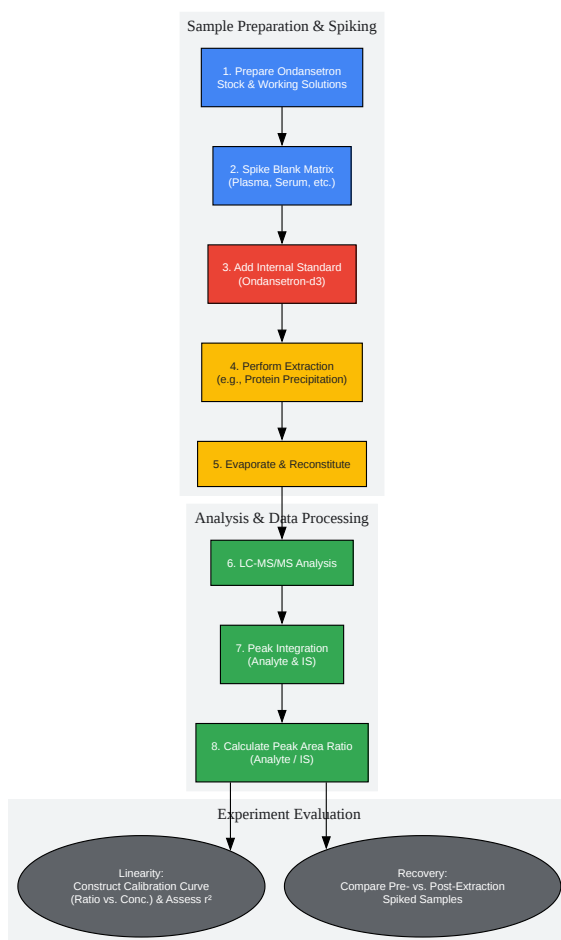 Sample Preparation & Spiking
1. Prepare Ondansetron
Stock & Working Solutions
2. Spike Blank Matrix
(Plasma, Serum, etc.)
3. Add Internal Standard
(Ondansetron-d3)
4. Perform Extraction
(e.g., Protein Precipitation)
5. Evaporate & Reconstitute
Analysis & Data Processing
6. LC-MS/MS Analysis
7. Peak Integration
(Analyte & IS)
8. Calculate Peak Area Ratio
(Analyte / IS)
Experiment Evaluation
Linearity:
Construct Calibration Curve
(Ratio vs. Conc.) & Assess r²
Recovery:
Compare Pre- vs. Post-Extraction
Spiked Samples